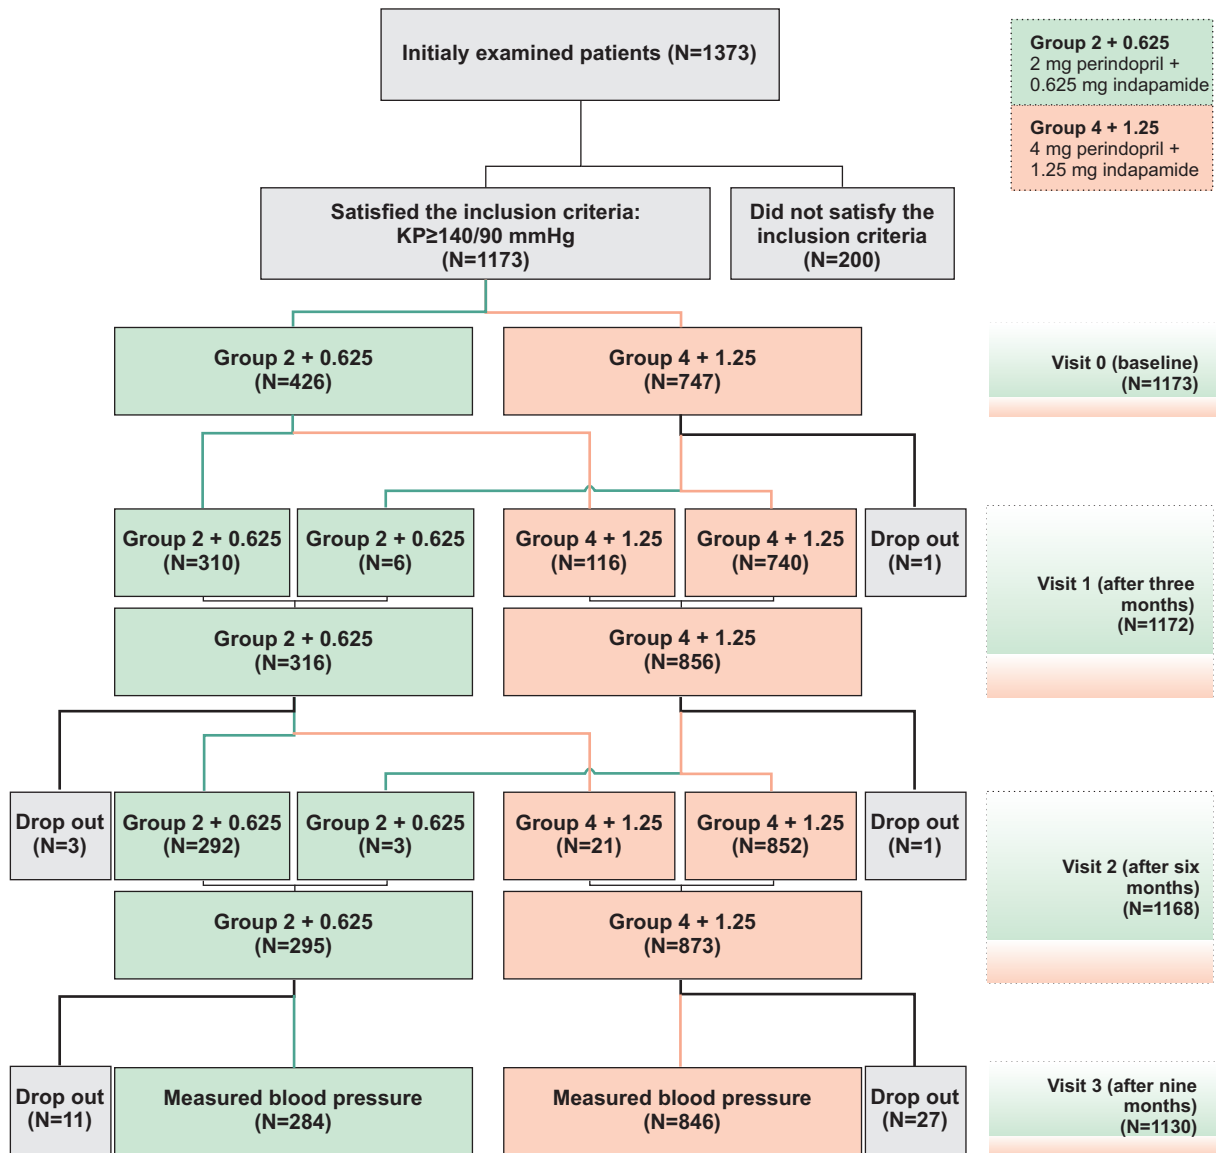 Initialy examined patients (N=1373)
Group 2 + 0.625
2 mg perindopril +
0.625 mg indapamide
Group 4 + 1.25
4 mg perindopril +
1.25 mg indapamide
Satisfied the inclusion criteria:
KP≥140/90 mmHg
(N=1173)
Did not satisfy the
inclusion criteria
(N=200)
Group 2 + 0.625
(N=426)
Group 4 + 1.25
(N=747)
Visit 0 (baseline)
(N=1173)
Group 2 + 0.625
(N=310)
Group 2 + 0.625
(N=6)
Group 4 + 1.25
(N=116)
Group 4 + 1.25
(N=740)
Drop out
(N=1)
Visit 1 (after three
months)
(N=1172)
Group 2 + 0.625
(N=316)
Group 4 + 1.25
(N=856)
Drop out
(N=3)
Group 2 + 0.625
(N=292)
Group 2 + 0.625
(N=3)
Group 4 + 1.25
(N=21)
Group 4 + 1.25
(N=852)
Drop out
(N=1)
Visit 2 (after six
months)
(N=1168)
Group 2 + 0.625
(N=295)
Group 4 + 1.25
(N=873)
Drop out
(N=11)
Measured blood pressure
(N=284)
Measured blood pressure
(N=846)
Drop out
(N=27)
Visit 3 (after nine
months)
(N=1130)